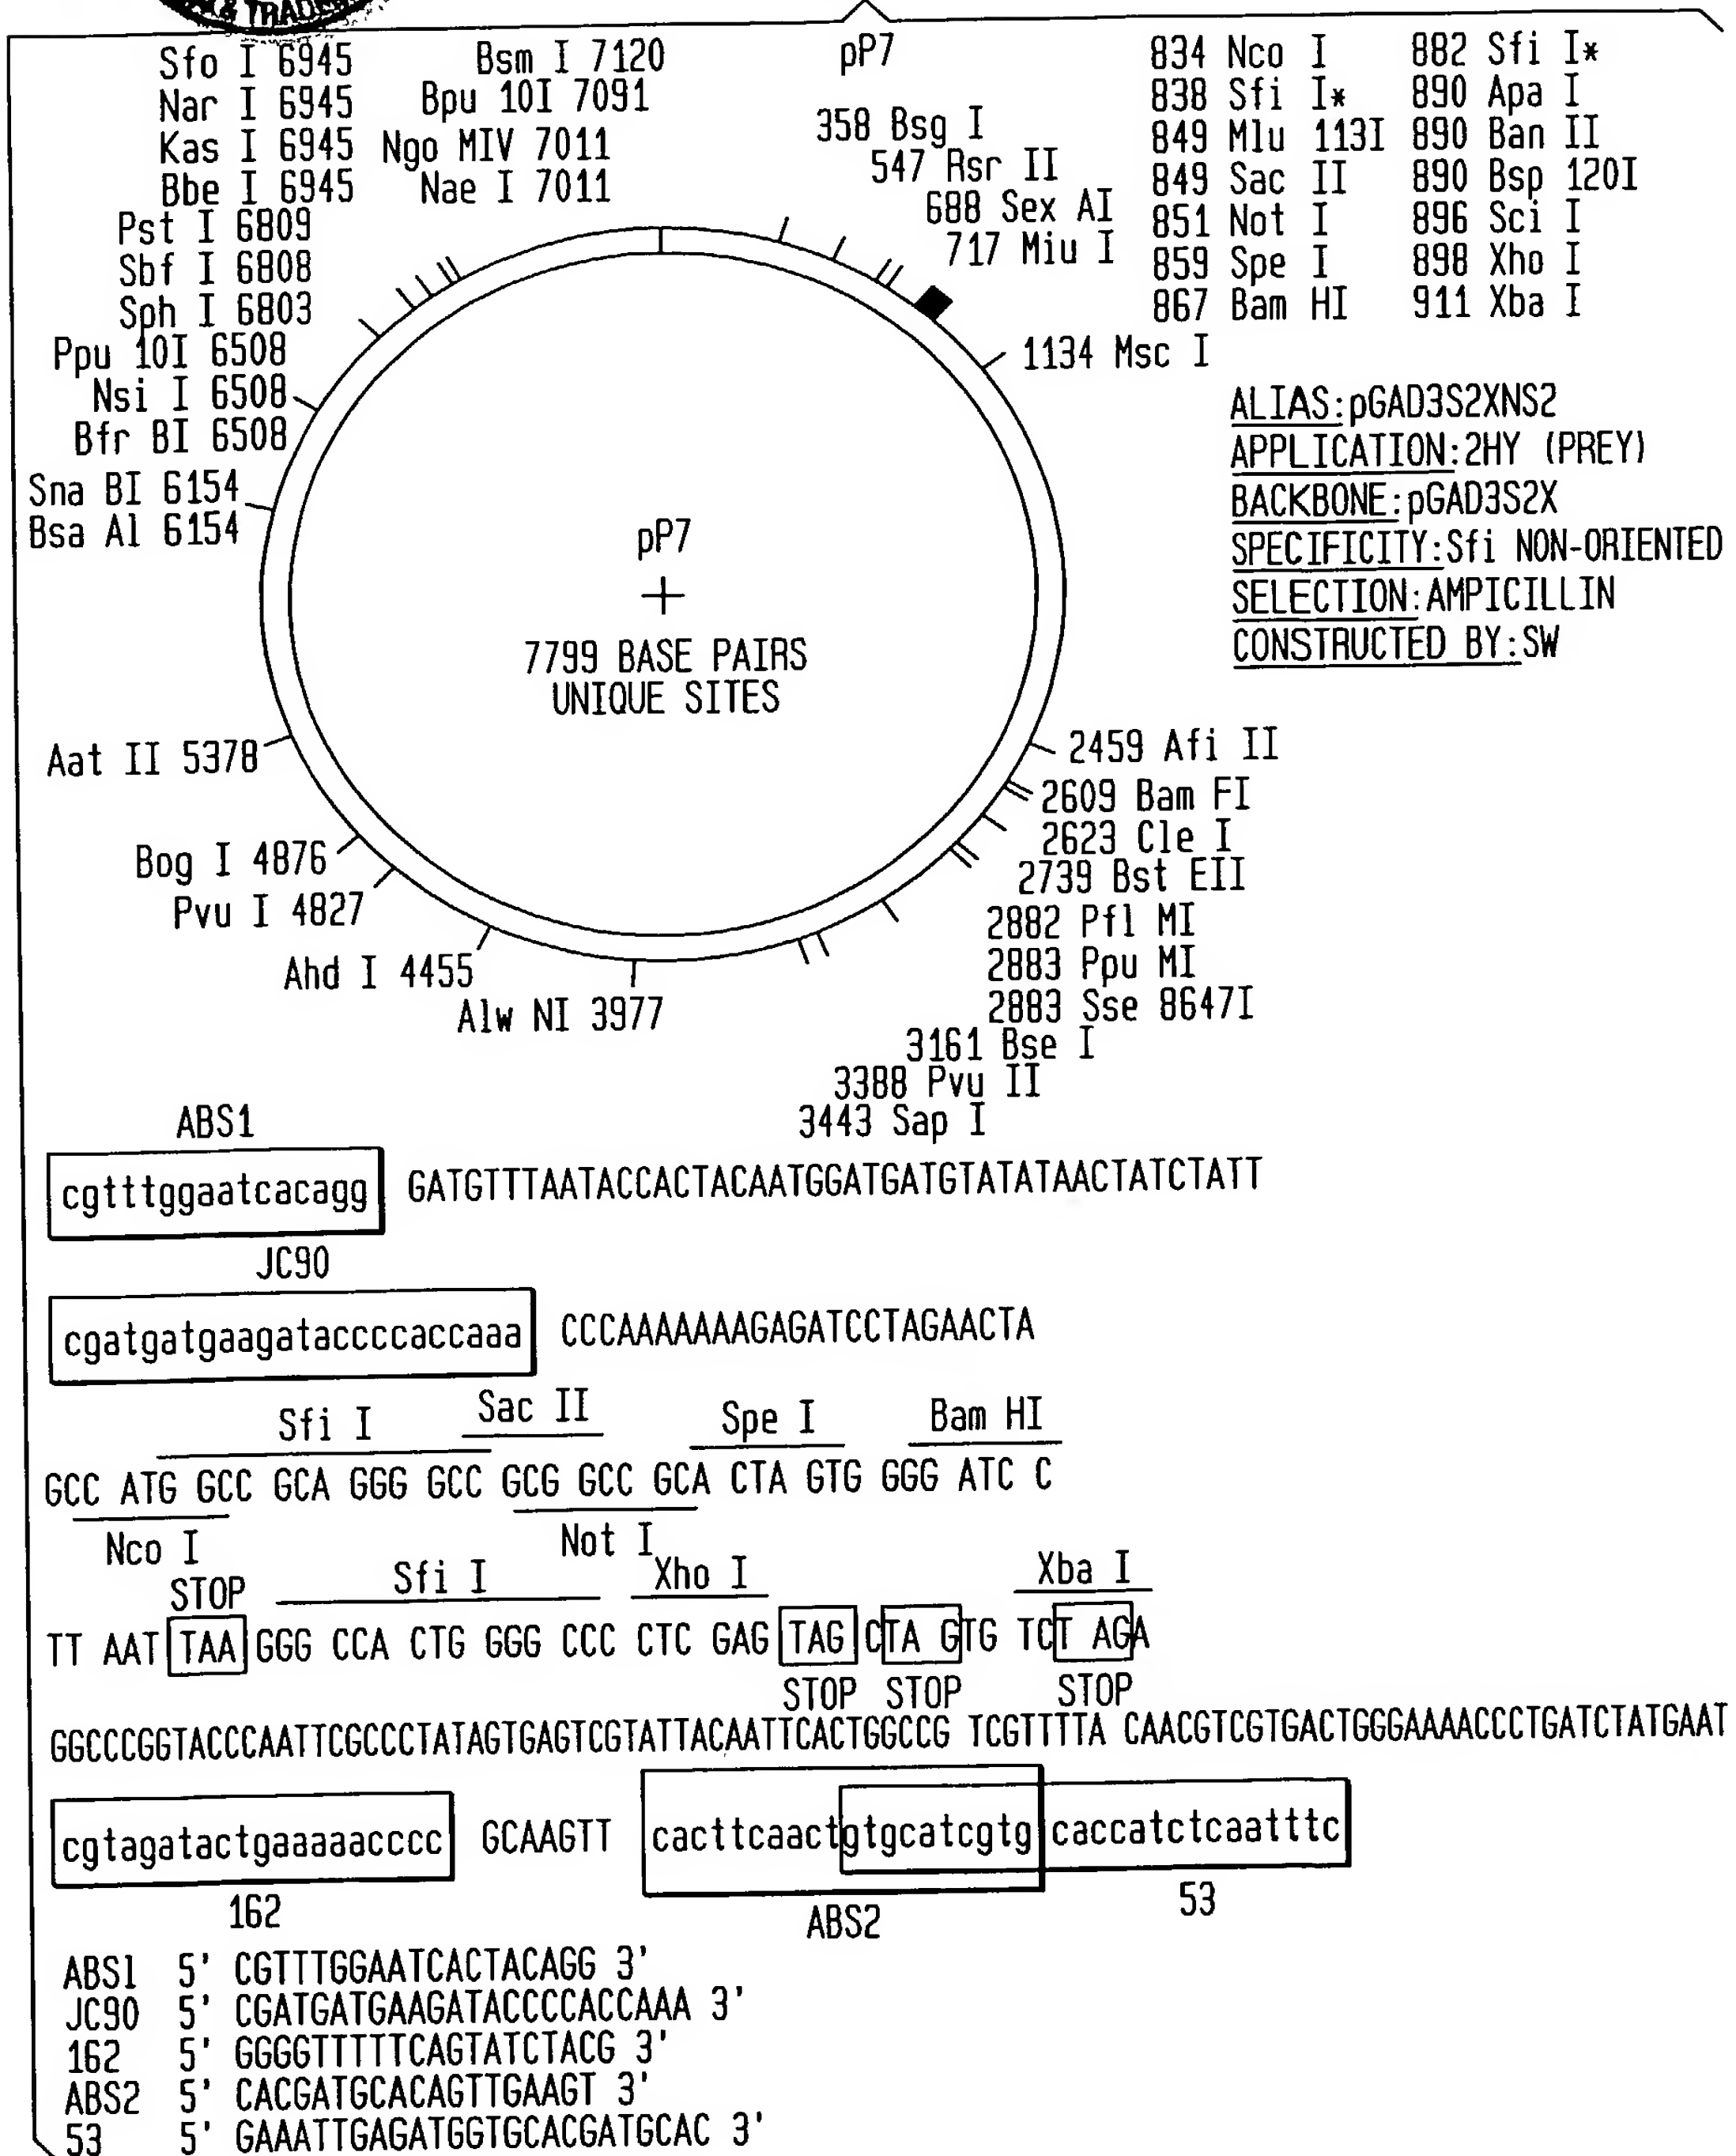 & TRADE
pP7
Sfo I 6945
Nar I 6945
Kas I 6945
Bbe I 6945
Bsm I 7120
Bpu 10I 7091
Ngo MIV 7011
Nae I 7011
Pst I 6809
Sbf I 6808
Sph I 6803
Ppu 10I 6508
Nsi I 6508
Bfr BI 6508
Sna BI 6154
Bsa Al 6154
Aat II 5378
Bog I 4876
Pvu I 4827
Ahd I 4455
Alw NI 3977
358 Bsg I
547 Rsr II
688 Sex AI
717 Miu I
834 Nco I
838 Sfi I*
849 Mlu 113I
849 Sac II
851 Not I
859 Spe I
867 Bam HI
882 Sfi I*
890 Apa I
890 Ban II
890 Bsp 120I
896 Sci I
898 Xho I
911 Xba I
1134 Msc I
ALIAS:pGAD3S2XNS2
APPLICATION:2HY (PREY)
BACKBONE:pGAD3S2X
SPECIFICITY:Sfi NON-ORIENTED
SELECTION:AMPICILLIN
CONSTRUCTED BY:SW
pP7
7799 BASE PAIRS
UNIQUE SITES
2459 Afi II
2609 Bam FI
2623 Cle I
2739 Bst EII
2882 Pfl MI
2883 Ppu MI
2883 Sse 8647I
3161 Bse I
3388 Pvu II
3443 Sap I
ABS1
cgtttggaatcacagg GATGTTTAATACCACTACAATGGATGATGTATATAACTATCTATT
JC90
cgatgatgaagataccccaccaaa CCCAAAAAAAGAGATCCTAGAACTA
Sfi I Sac II Spe I Bam HI
GCC ATG GCC GCA GGG GCC GCG GCC GCA CTA GTG GGG ATC C
Nco I Not I
STOP Sfi I Xho I Xba I
TT AAT TAA GGG CCA CTG GGG CCC CTC GAG TAG CTA GTG TCT AGA
STOP STOP STOP
GGCCCGGTACCCAATTCGCCCTATAGTGAGTCGTATTACAATTCACTGGCCG TCGTTTTA CAACGTCGTGACTGGGAAAACCCTGATCTATGAAT
cgtagatactgaaaaacccc GCAAGTT cacttcaactgtgcatcgtg caccatctcaatttc
162 ABS2 53
ABS1 5' CGTTTGGAATCACTACAGG 3'
JC90 5' CGATGATGAAGATACCCCACCAAA 3'
162 5' GGGGTTTTTCAGTATCTACG 3'
ABS2 5' CACGATGCACAGTTGAAGT 3'
53 5' GAAATTGAGATGGTGCACGATGCAC 3'